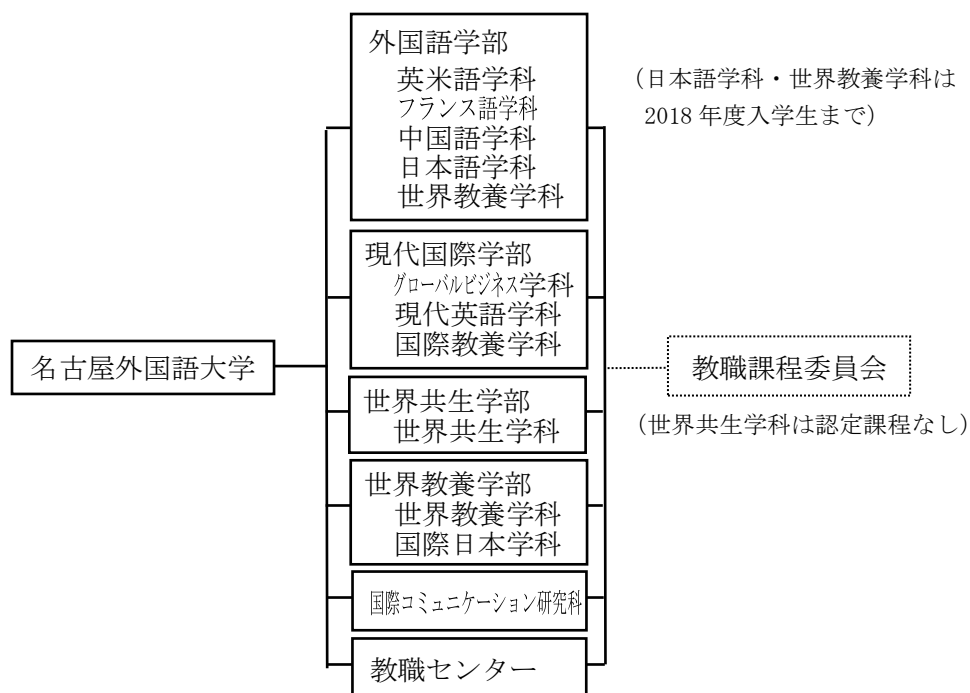 外国語学部
英米語学科
フランス語学科
中国語学科
日本語学科
世界教養学科
(日本語学科・世界教養学科は
2018年度入学生まで)
現代国際学部
グローバルビジネス学科
現代英語学科
国際教養学科
名古屋外国語大学
教職課程委員会
世界共生学部
世界共生学科
(世界共生学科は認定課程なし)
世界教養学部
世界教養学科
国際日本学科
国際コミュニケーション研究科
教職センター